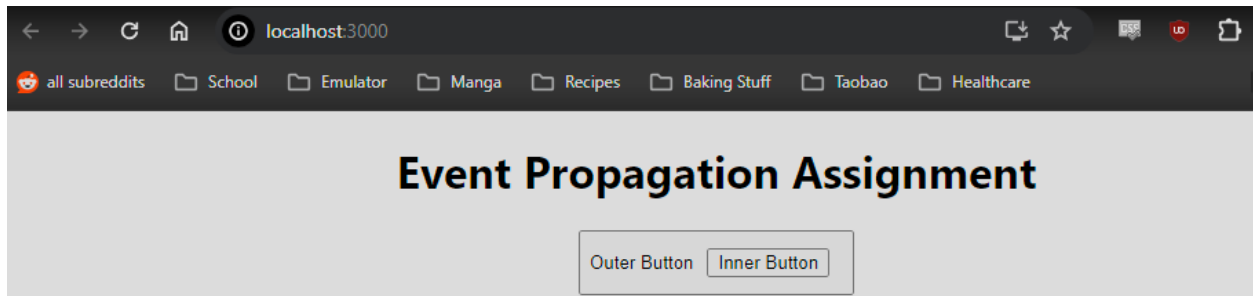 localhost:3000
all subreddits School Emulator Manga Recipes Baking Stuff Taobao Healthcare
Event Propagation Assignment
Outer Button Inner Button